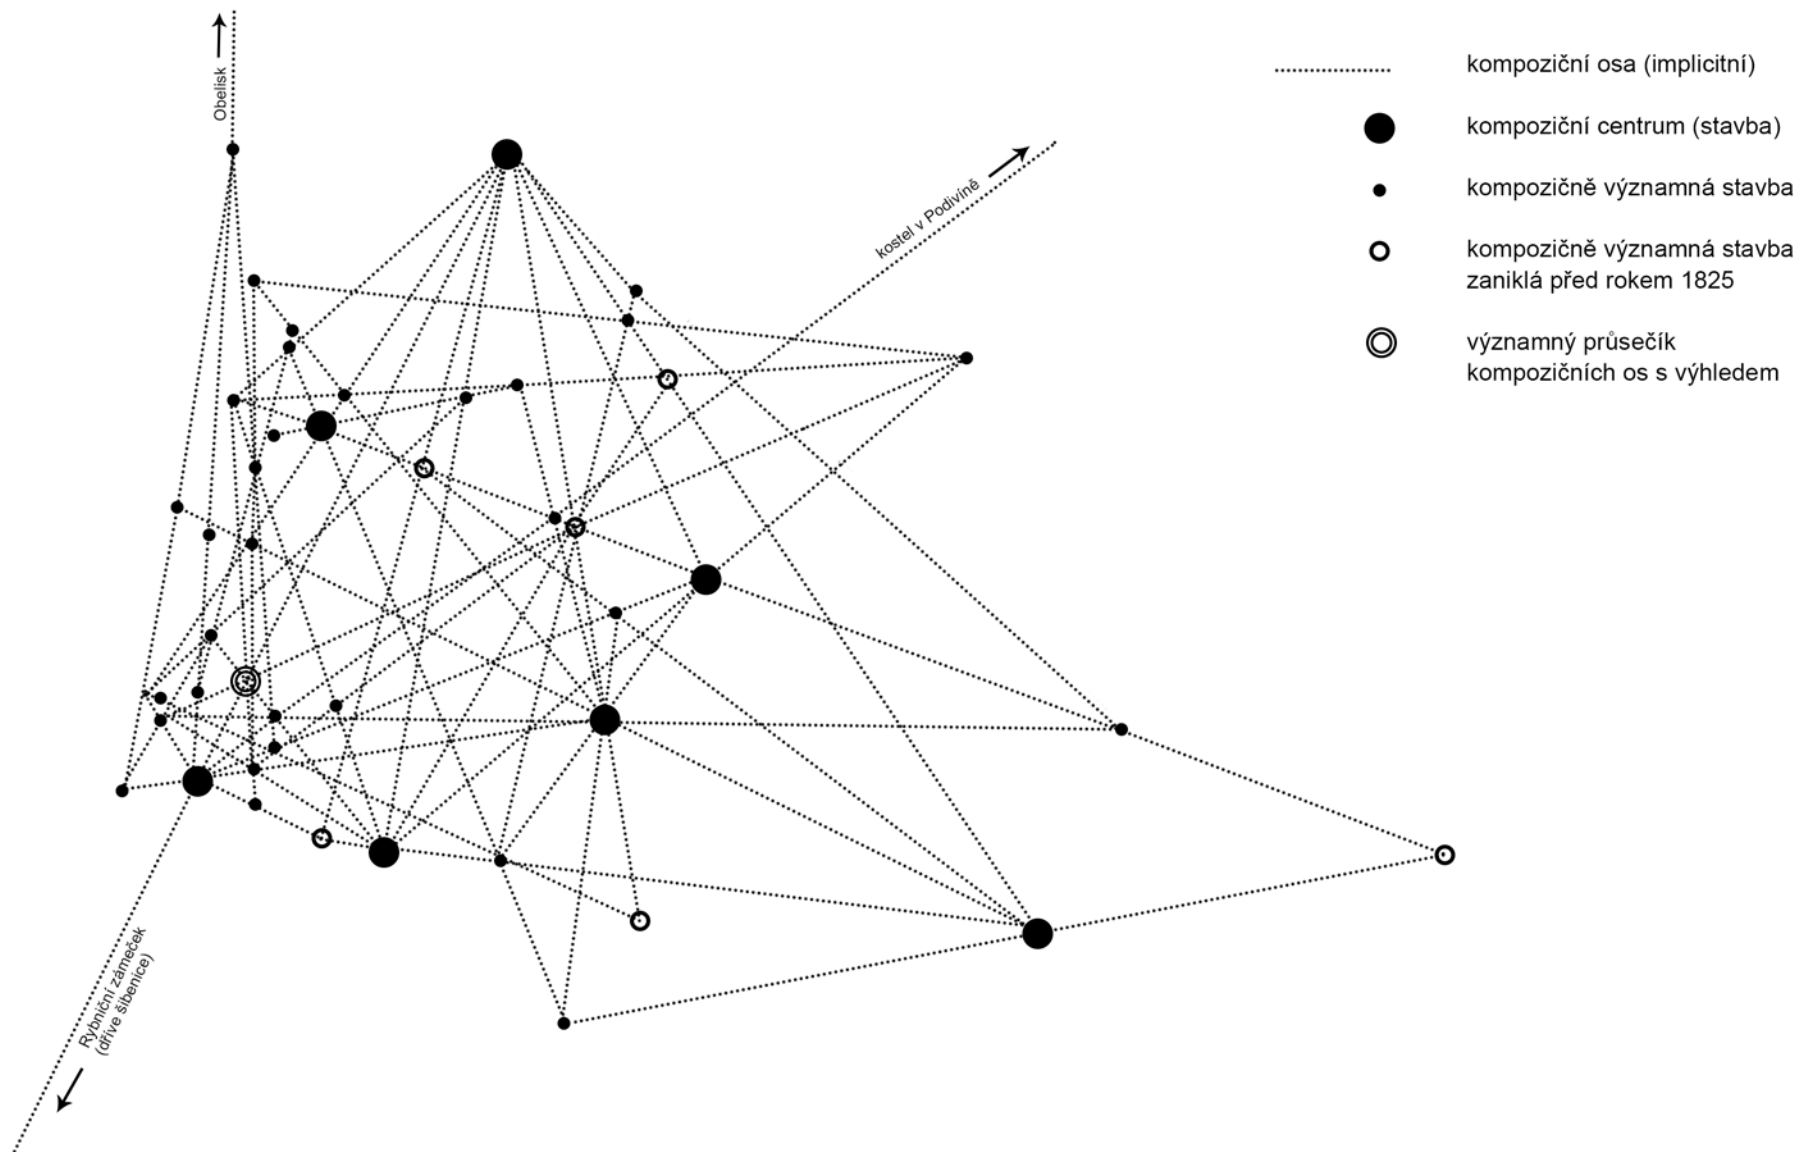 Obelisk
kostel v Podivíně
Rybniční zámeček
(dříve šibenice)
kompoziční osa (implicitní)
kompoziční centrum (stavba)
kompozičně významná stavba
kompozičně významná stavba
zaniklá před rokem 1825
významný průsečík
kompozičních os s výhledem